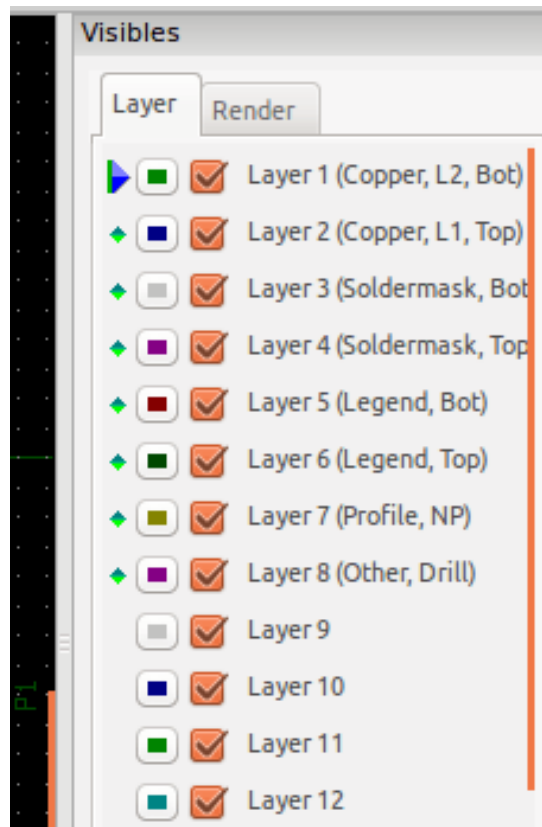 Visibles
Layer Render
Layer 1 (Copper, L2, Bot)
Layer 2 (Copper, L1, Top)
Layer 3 (Soldermask, Bot
Layer 4 (Soldermask, Top
Layer 5 (Legend, Bot)
Layer 6 (Legend, Top)
Layer 7 (Profile, NP)
Layer 8 (Other, Drill)
Layer 9
Layer 10
P1
Layer 11
Layer 12